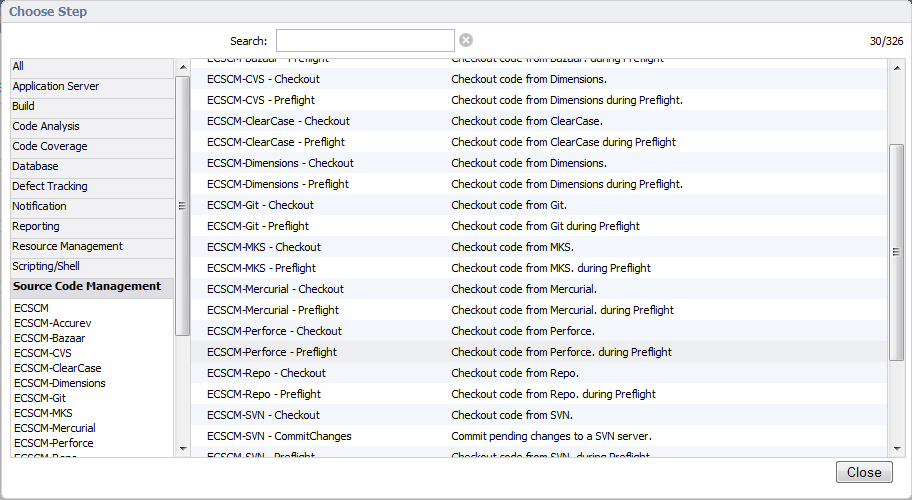 Choose Step
Search:
30/326
All
Application Server
Build
Code Analysis
Code Coverage
Database
Defect Tracking
Notification
Reporting
Resource Management
Scripting/Shell
Source Code Management
ECSCM
ECSCM-Accurev
ECSCM-Bazaar
ECSCM-CVS
ECSCM-ClearCase
ECSCM-Dimensions
ECSCM-Git
ECSCM-MKS
ECSCM-Mercurial
ECSCM-Perforce
ECSCM-Repo
ECSCM-Bazaar - Preflight Checkout code from Bazaar. during Preflight
ECSCM-CVS - Checkout Checkout code from Dimensions.
ECSCM-CVS - Preflight Checkout code from Dimensions during Preflight.
ECSCM-ClearCase - Checkout Checkout code from ClearCase.
ECSCM-ClearCase - Preflight Checkout code from ClearCase during Preflight
ECSCM-Dimensions - Checkout Checkout code from Dimensions.
ECSCM-Dimensions - Preflight Checkout code from Dimensions during Preflight.
ECSCM-Git - Checkout Checkout code from Git.
ECSCM-Git - Preflight Checkout code from Git during Preflight
ECSCM-MKS - Checkout Checkout code from MKS.
ECSCM-MKS - Preflight Checkout code from MKS. during Preflight
ECSCM-Mercurial - Checkout Checkout code from Mercurial.
ECSCM-Mercurial - Preflight Checkout code from Mercurial. during Preflight
ECSCM-Perforce - Checkout Checkout code from Perforce.
ECSCM-Perforce - Preflight Checkout code from Perforce. during Preflight
ECSCM-Repo - Checkout Checkout code from Repo.
ECSCM-Repo - Preflight Checkout code from Repo. during Preflight
ECSCM-SVN - Checkout Checkout code from SVN.
ECSCM-SVN - CommitChanges Commit pending changes to a SVN server.
ECSCM-SVN - Preflight Checkout code from SVN. during Preflight
Close